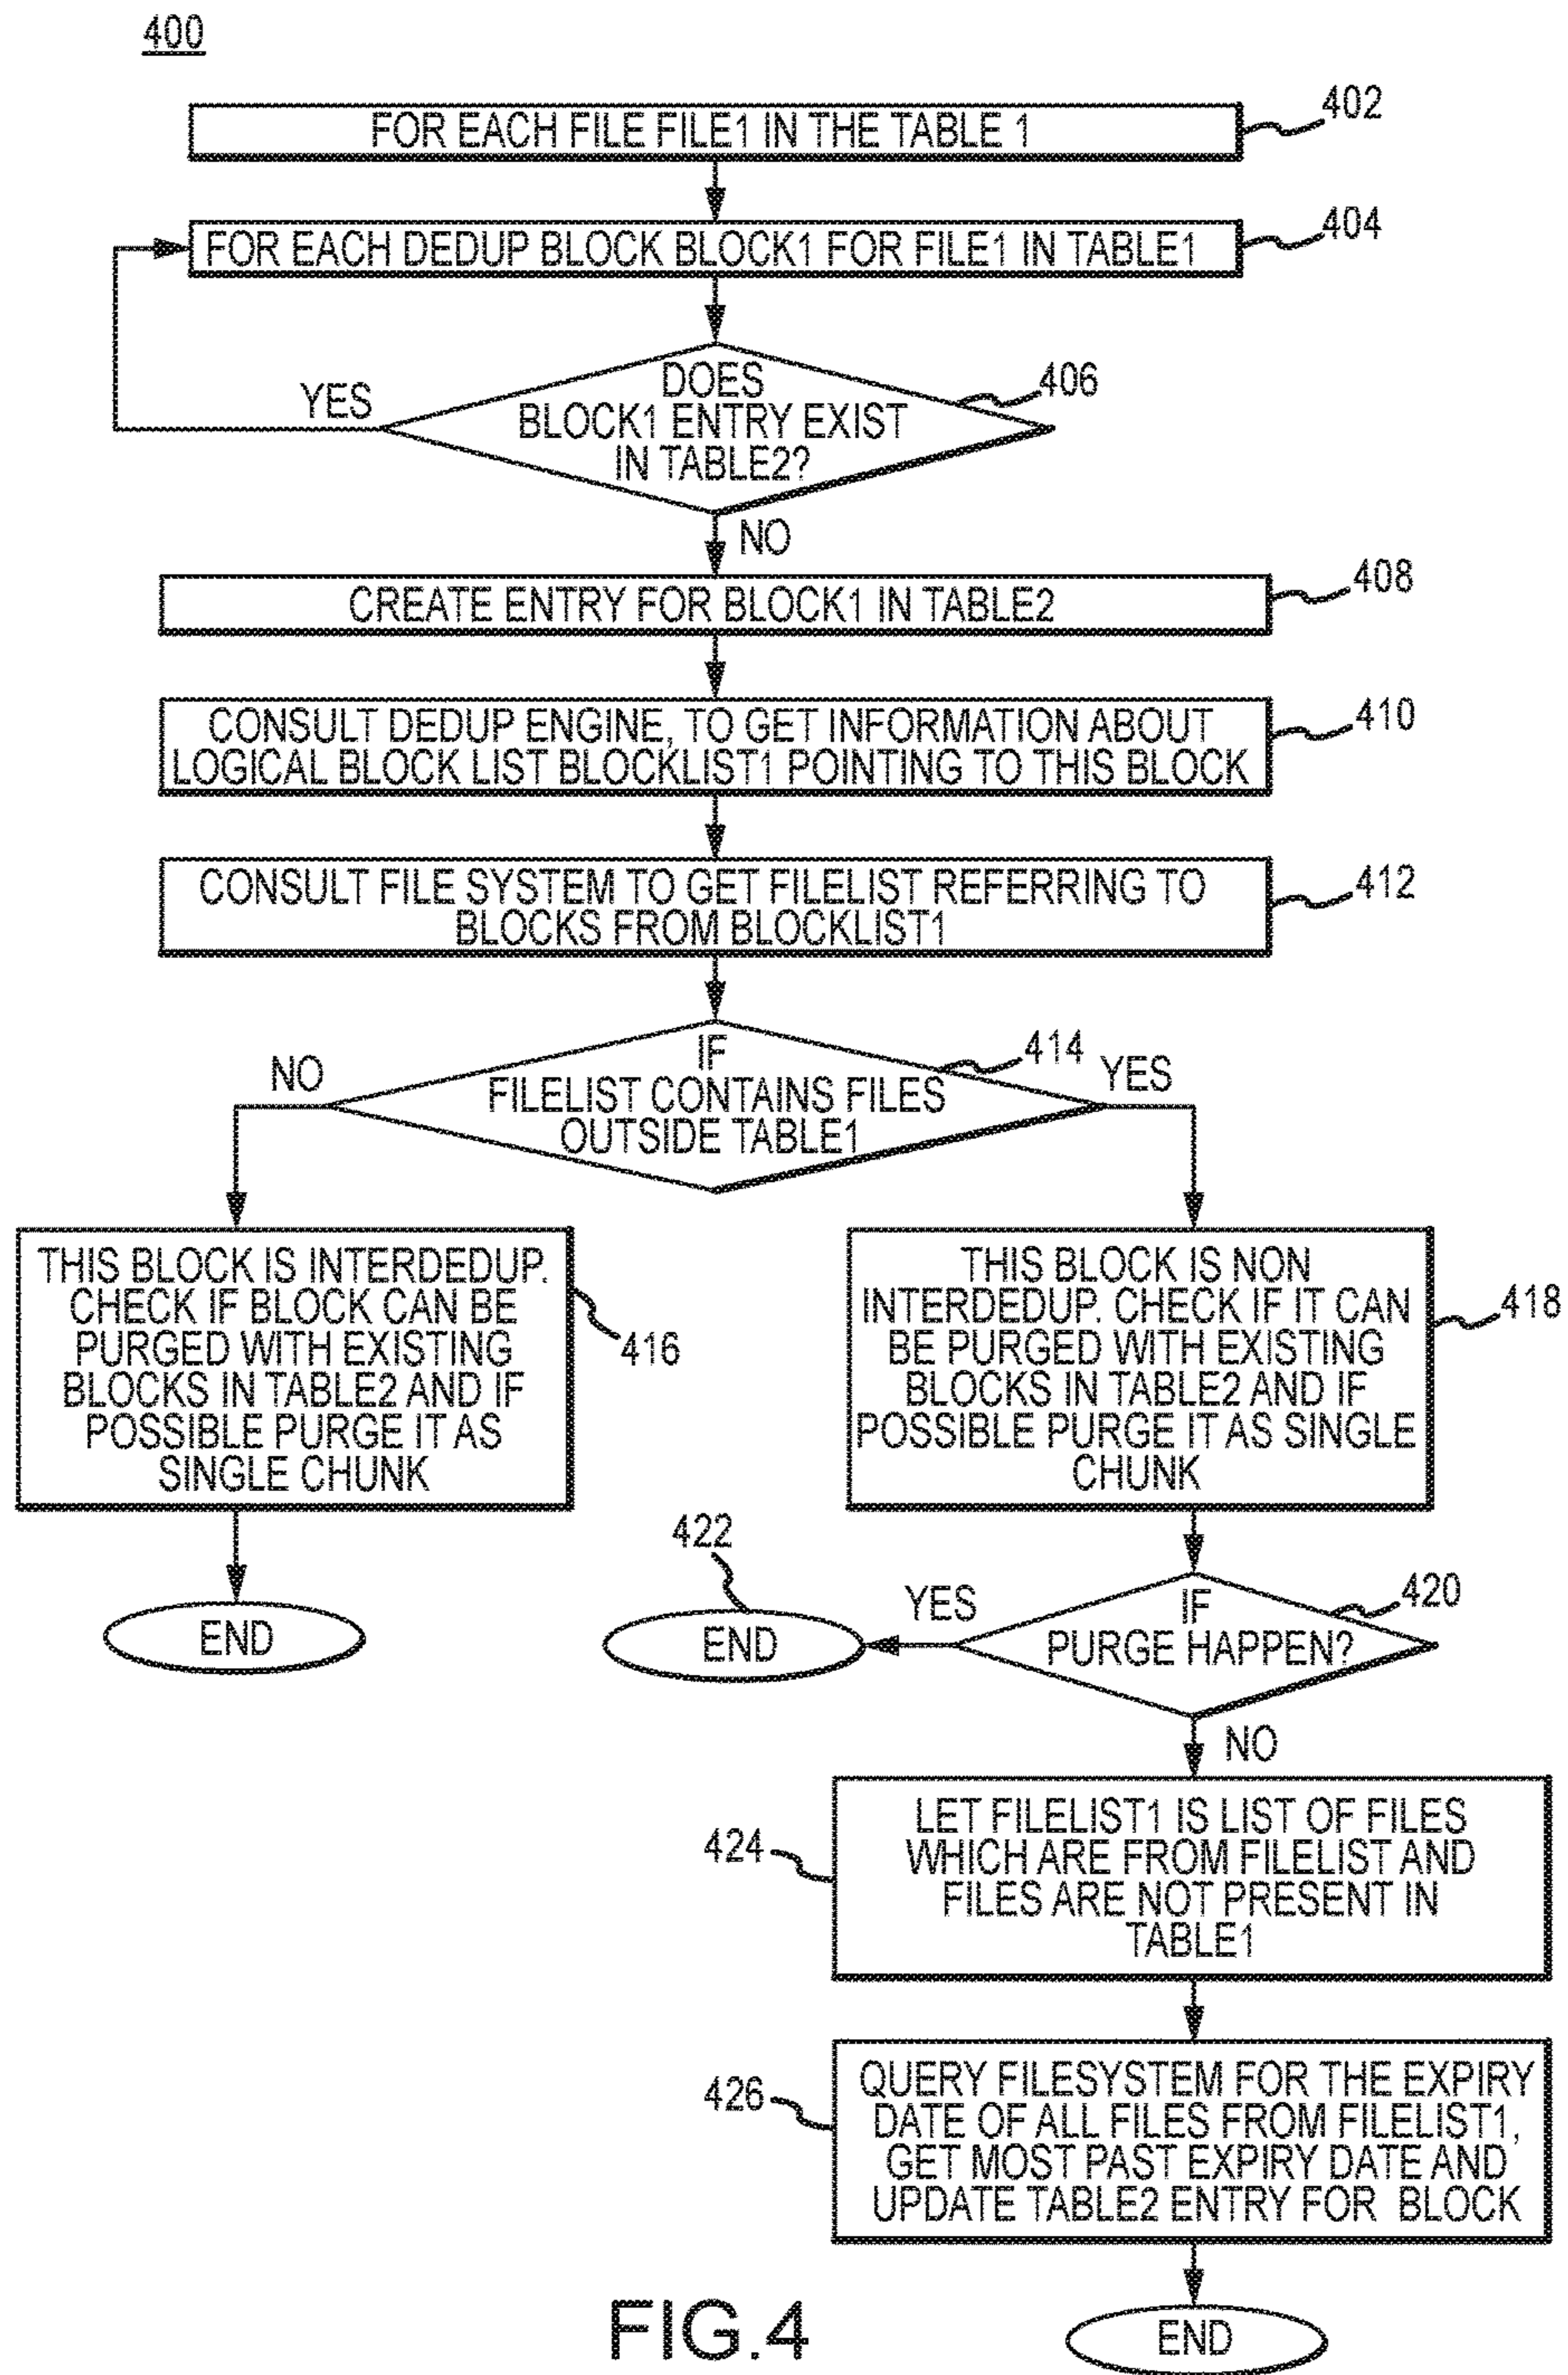 400
FOR EACH FILE FILE1 IN THE TABLE 1
402
FOR EACH DEDUP BLOCK BLOCK1 FOR FILE1 IN TABLE1
404
DOES
BLOCK1 ENTRY EXIST
IN TABLE2?
406
YES
NO
CREATE ENTRY FOR BLOCK1 IN TABLE2
408
CONSULT DEDUP ENGINE, TO GET INFORMATION ABOUT
LOGICAL BLOCK LIST BLOCKLIST1 POINTING TO THIS BLOCK
410
CONSULT FILE SYSTEM TO GET FILELIST REFERRING TO
BLOCKS FROM BLOCKLIST1
412
IF
FILELIST CONTAINS FILES
OUTSIDE TABLE1
414
NO
YES
THIS BLOCK IS INTERDEDUP.
CHECK IF BLOCK CAN BE
PURGED WITH EXISTING
BLOCKS IN TABLE2 AND IF
POSSIBLE PURGE IT AS
SINGLE CHUNK
416
END
THIS BLOCK IS NON
INTERDEDUP. CHECK IF IT CAN
BE PURGED WITH EXISTING
BLOCKS IN TABLE2 AND IF
POSSIBLE PURGE IT AS SINGLE
CHUNK
418
IF
PURGE HAPPEN?
420
YES
422
END
NO
LET FILELIST1 IS LIST OF FILES
WHICH ARE FROM FILELIST AND
FILES ARE NOT PRESENT IN
TABLE1
424
QUERY FILESYSTEM FOR THE EXPIRY
DATE OF ALL FILES FROM FILELIST1,
GET MOST PAST EXPIRY DATE AND
UPDATE TABLE2 ENTRY FOR BLOCK
426
END
FIG.4